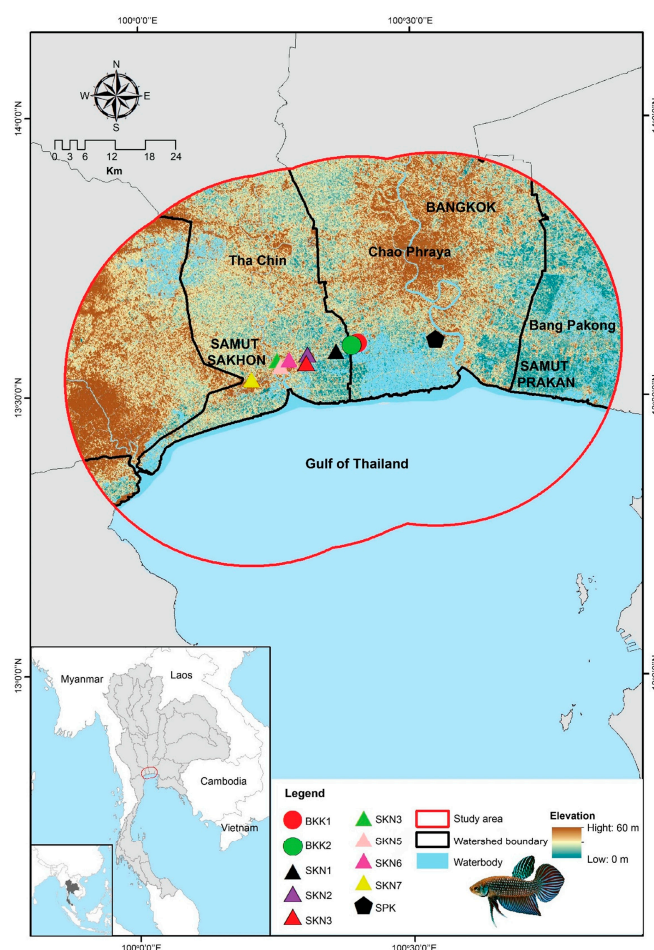 100°0'0"E 100°30'0"E
N
W E
S
0 3 6 12 18 24
Km
14°0'0"N
BANGKOK
Tha Chin
Chao Phraya
Bang Pakong
SAMUT
SAKHON
SAMUT
PRAKAN
13°30'0"N
Gulf of Thailand
13°0'0"N
Myanmar
Laos
Cambodia
Vietnam
Legend
BKK1
BKK2
SKN1
SKN2
SKN3
SKN3
SKN5
SKN6
SKN7
SPK
Study area
Watershed boundary
Waterbody
Elevation
Hight: 60 m
Low: 0 m
100°0'0"E 100°30'0"E